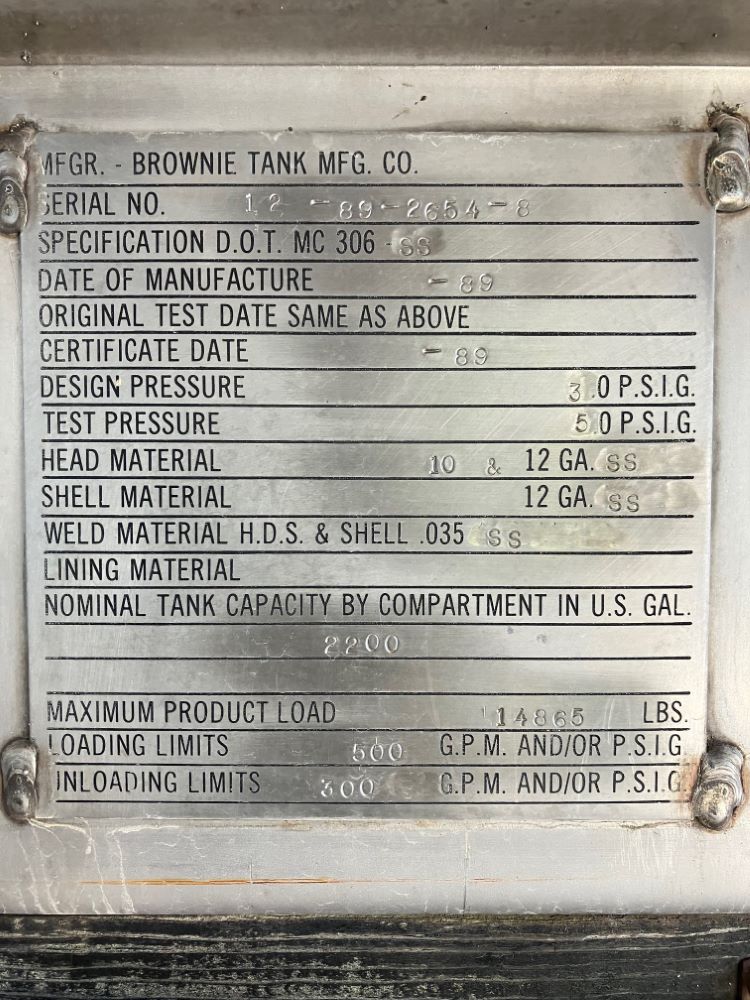 MFGR. - BROWNIE TANK MFG. CO.
SERIAL NO. 12 - 89 - 2654 - 8
SPECIFICATION D.O.T. MC 306 - SS
DATE OF MANUFACTURE - 89
ORIGINAL TEST DATE SAME AS ABOVE
CERTIFICATE DATE - 89
DESIGN PRESSURE 3.0 P.S.I.G.
TEST PRESSURE 5.0 P.S.I.G.
HEAD MATERIAL 10 & 12 GA. SS
SHELL MATERIAL 12 GA. SS
WELD MATERIAL H.D.S. & SHELL .035 SS
LINING MATERIAL
NOMINAL TANK CAPACITY BY COMPARTMENT IN U.S. GAL.
2200
MAXIMUM PRODUCT LOAD 14865 LBS.
LOADING LIMITS 500 G.P.M. AND/OR P.S.I.G.
UNLOADING LIMITS 300 G.P.M. AND/OR P.S.I.G.